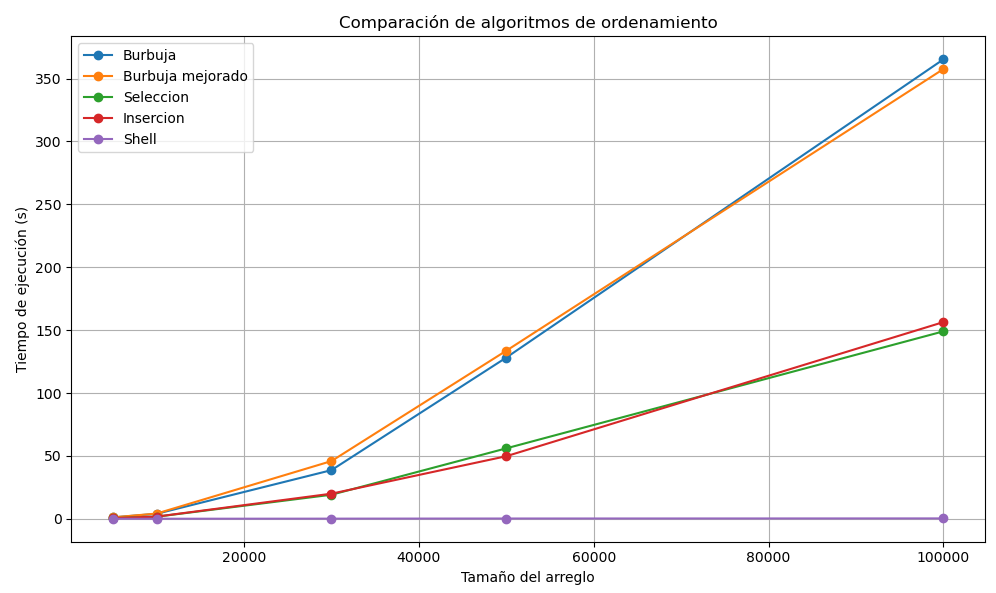 Comparación de algoritmos de ordenamiento
Burbuja
Burbuja mejorado
Seleccion
Insercion
Shell
Tiempo de ejecución (s)
350
300
250
200
150
100
50
0
20000
40000
60000
80000
100000
Tamaño del arreglo